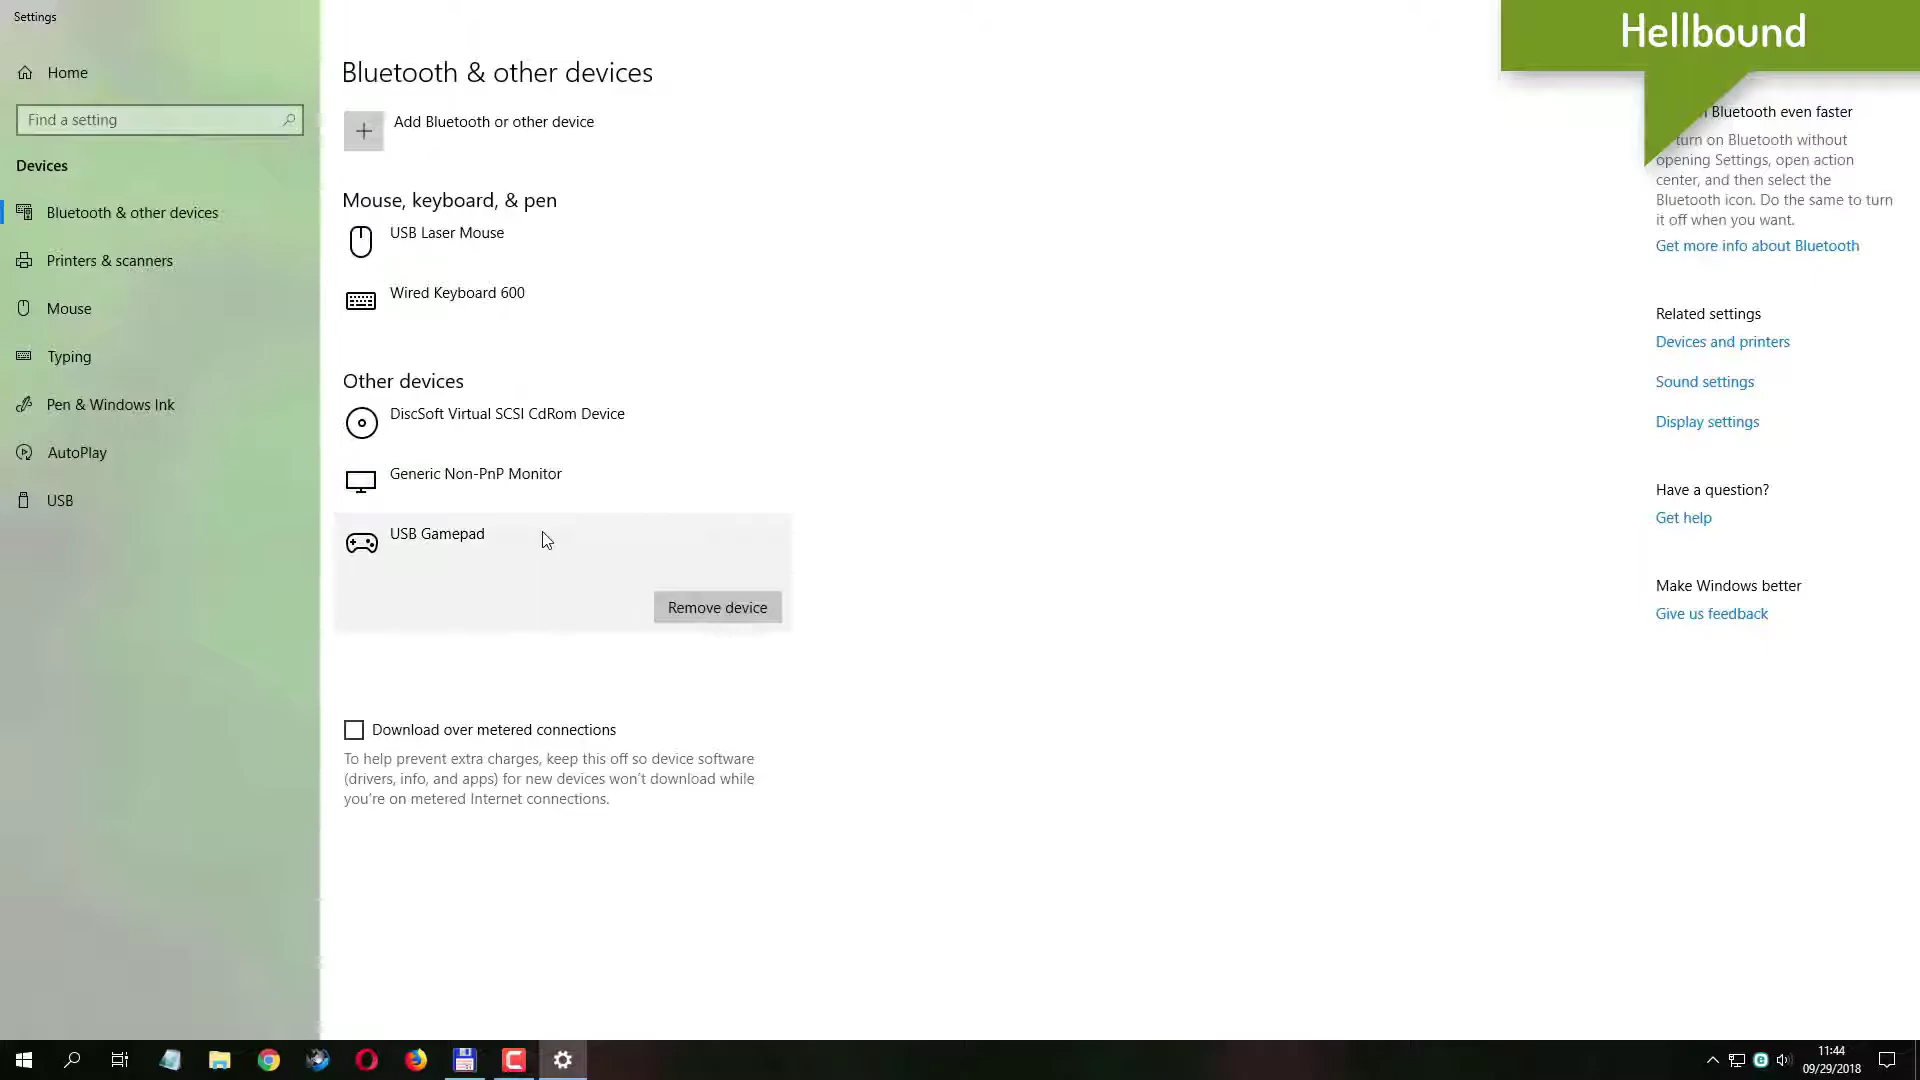 Settings
Hellbound
Home
Find a setting
Devices
Bluetooth & other devices
Printers & scanners
Mouse
Typing
Pen & Windows Ink
AutoPlay
USB
Bluetooth & other devices
Add Bluetooth or other device
Mouse, keyboard, & pen
USB Laser Mouse
Wired Keyboard 600
Other devices
DiscSoft Virtual SCSI CdRom Device
Generic Non-PnP Monitor
USB Gamepad
Remove device
Download over metered connections
To help prevent extra charges, keep this off so device software
(drivers, info, and apps) for new devices won't download while
you're on metered Internet connections.
Bluetooth even faster
turn on Bluetooth without
opening Settings, open action
center, and then select the
Bluetooth icon. Do the same to turn
it off when you want.
Get more info about Bluetooth
Related settings
Devices and printers
Sound settings
Display settings
Have a question?
Get help
Make Windows better
Give us feedback
11:44
09/29/2018